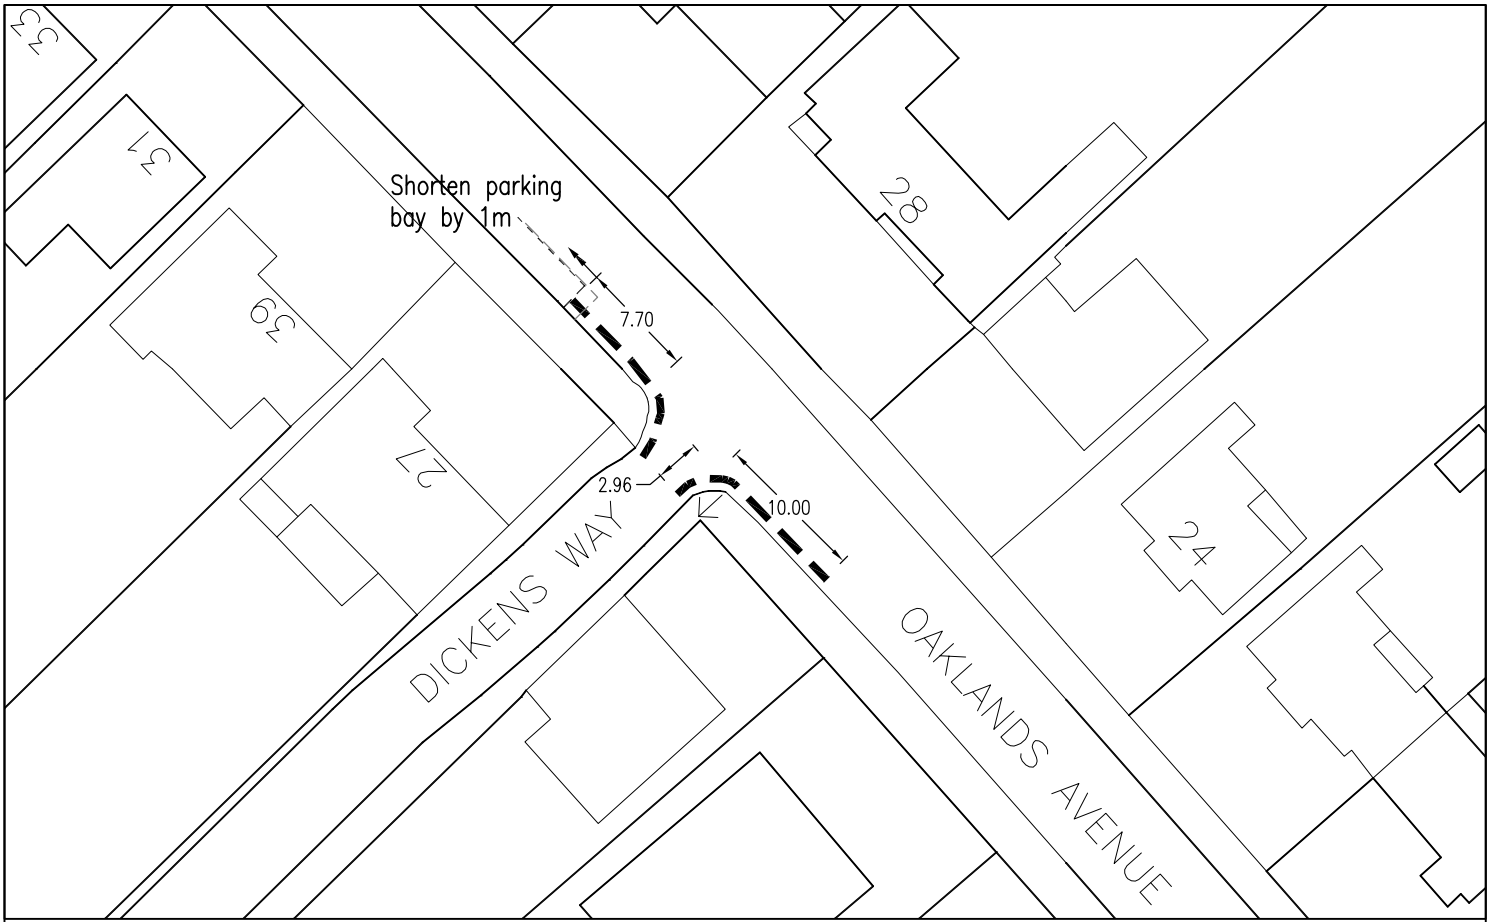 33
31
Shorten parking
bay by 1m
28
39
7.70
27
2.96
10.00
24
DICKENS WAY
OAKLANDS AVENUE